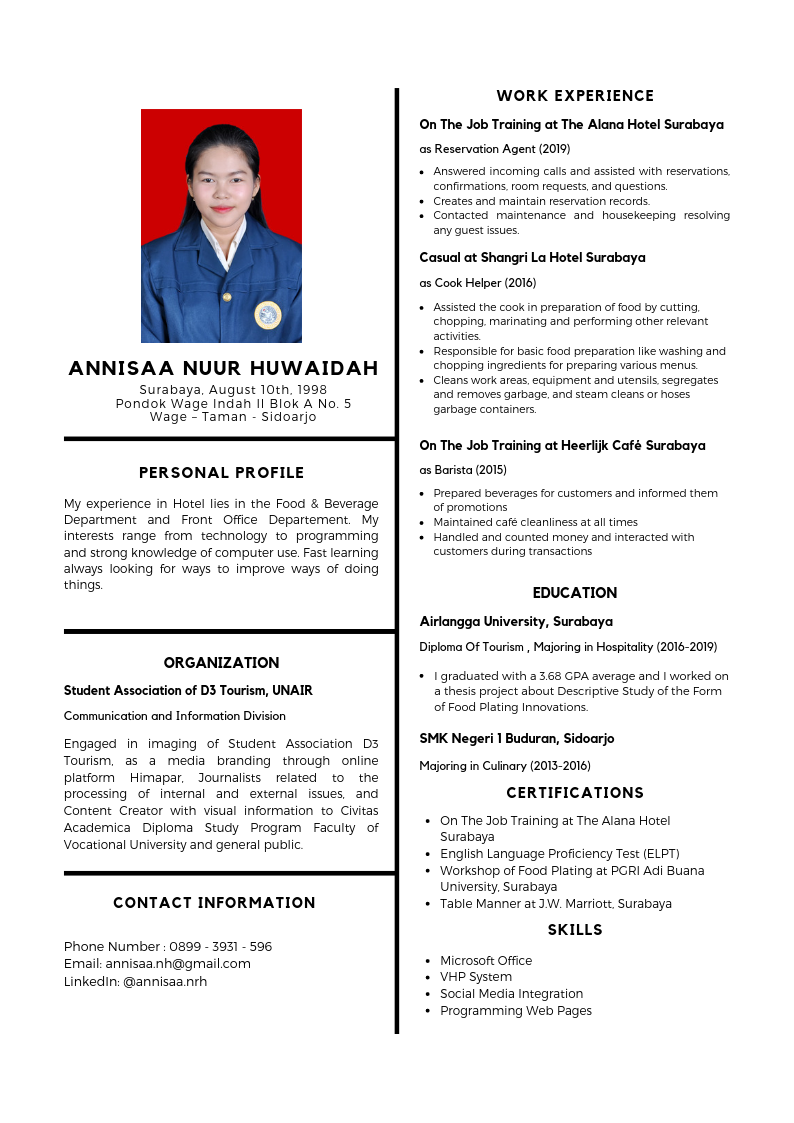 ANNISAA NUUR HUWAIDAH
Surabaya, August 10th, 1998
Pondok Wage Indah II Blok A No. 5
Wage – Taman - Sidoarjo
PERSONAL PROFILE
My experience in Hotel lies in the Food & Beverage
Department and Front Office Departement. My
interests range from technology to programming
and strong knowledge of computer use. Fast learning
always looking for ways to improve ways of doing
things.
ORGANIZATION
Student Association of D3 Tourism, UNAIR
Communication and Information Division
Engaged in imaging of Student Association D3
Tourism, as a media branding through online
platform Himapar, Journalists related to the
processing of internal and external issues, and
Content Creator with visual information to Civitas
Academica Diploma Study Program Faculty of
Vocational University and general public.
CONTACT INFORMATION
Phone Number : 0899 - 3931 - 596
Email: annisaa.nh@gmail.com
LinkedIn: @annisaa.nrh
WORK EXPERIENCE
On The Job Training at The Alana Hotel Surabaya
as Reservation Agent (2019)
• Answered incoming calls and assisted with reservations,
confirmations, room requests, and questions.
• Creates and maintain reservation records.
• Contacted maintenance and housekeeping resolving
any guest issues.
Casual at Shangri La Hotel Surabaya
as Cook Helper (2016)
• Assisted the cook in preparation of food by cutting,
chopping, marinating and performing other relevant
activities.
• Responsible for basic food preparation like washing and
chopping ingredients for preparing various menus.
• Cleans work areas, equipment and utensils, segregates
and removes garbage, and steam cleans or hoses
garbage containers.
On The Job Training at Heerlijk Café Surabaya
as Barista (2015)
• Prepared beverages for customers and informed them
of promotions
• Maintained café cleanliness at all times
• Handled and counted money and interacted with
customers during transactions
EDUCATION
Airlangga University, Surabaya
Diploma Of Tourism , Majoring in Hospitality (2016-2019)
• I graduated with a 3.68 GPA average and I worked on
a thesis project about Descriptive Study of the Form
of Food Plating Innovations.
SMK Negeri 1 Buduran, Sidoarjo
Majoring in Culinary (2013-2016)
CERTIFICATIONS
• On The Job Training at The Alana Hotel
Surabaya
• English Language Proficiency Test (ELPT)
• Workshop of Food Plating at PGRI Adi Buana
University, Surabaya
• Table Manner at J.W. Marriott, Surabaya
SKILLS
• Microsoft Office
• VHP System
• Social Media Integration
• Programming Web Pages